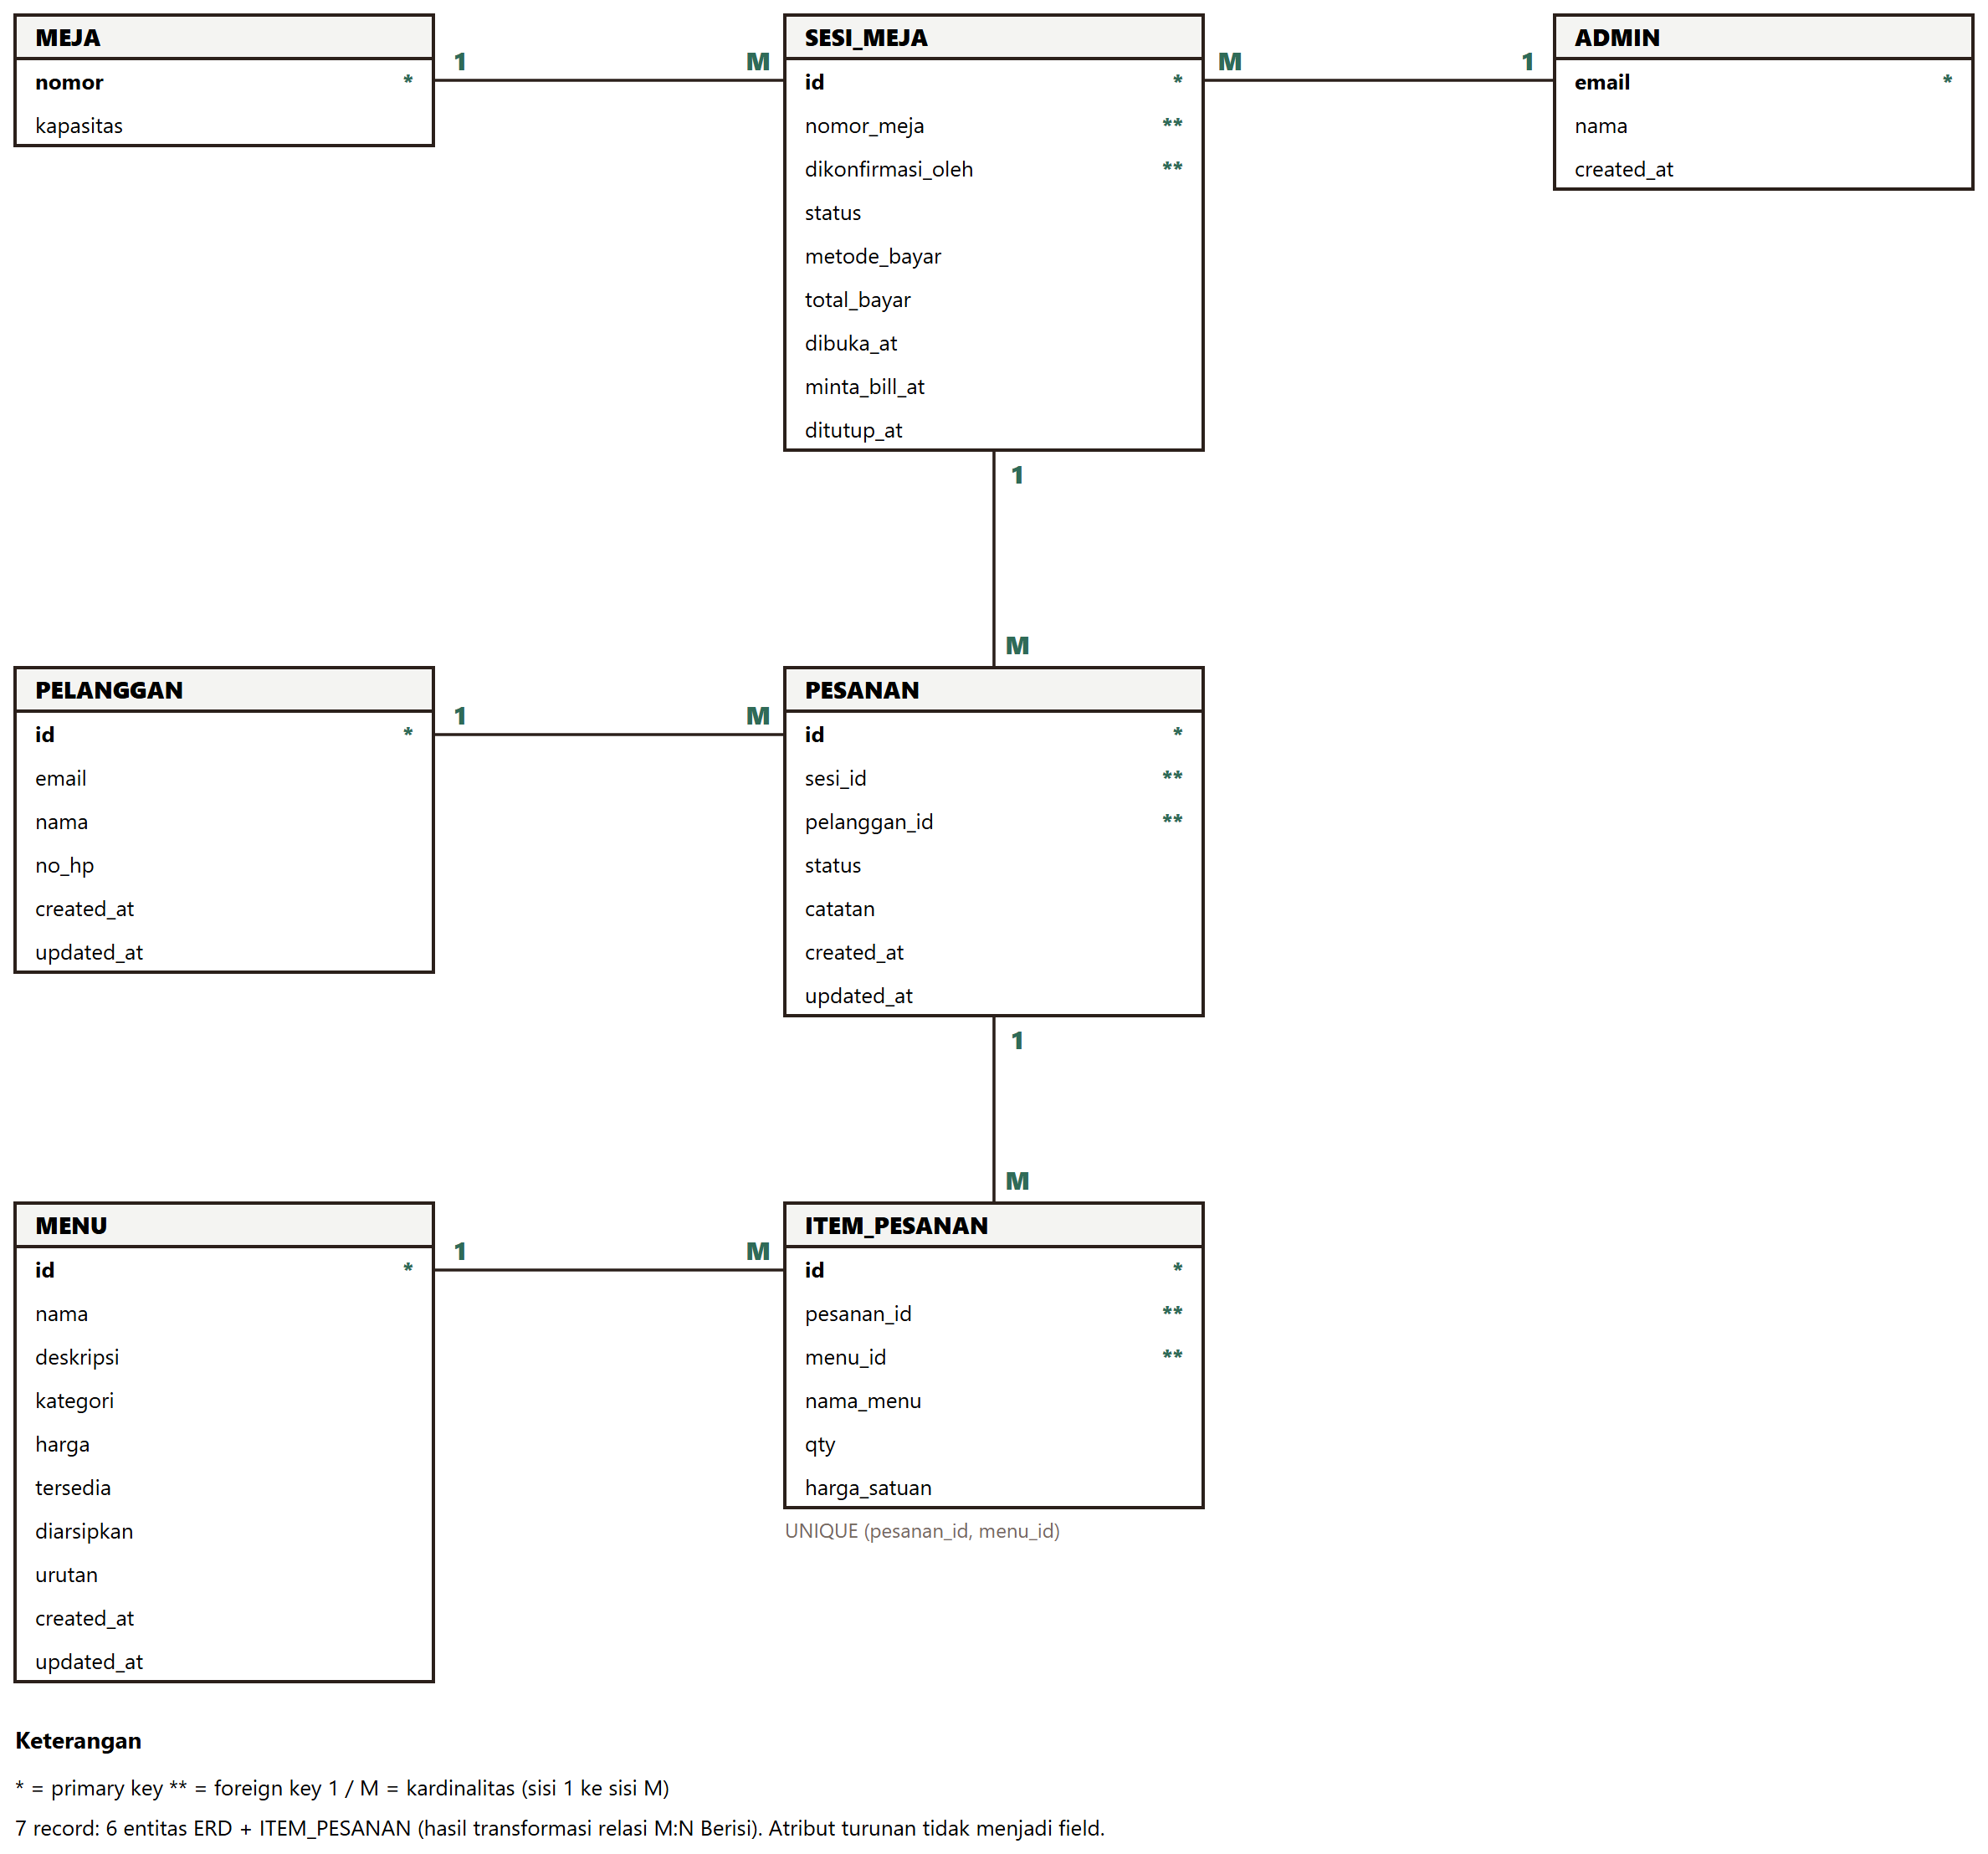 MEJA
nomor *
kapasitas
1 M
SESI_MEJA
id *
nomor_meja **
dikonfirmasi_oleh **
status
metode_bayar
total_bayar
dibuka_at
minta_bill_at
ditutup_at
M 1
ADMIN
email *
nama
created_at
1
M
PELANGGAN
id *
email
nama
no_hp
created_at
updated_at
1 M
PESANAN
id *
sesi_id **
pelanggan_id **
status
catatan
created_at
updated_at
1
M
MENU
id *
nama
deskripsi
kategori
harga
tersedia
diarsipkan
urutan
created_at
updated_at
1 M
ITEM_PESANAN
id *
pesanan_id **
menu_id **
nama_menu
qty
harga_satuan
UNIQUE (pesanan_id, menu_id)
Keterangan
* = primary key ** = foreign key 1 / M = kardinalitas (sisi 1 ke sisi M)
7 record: 6 entitas ERD + ITEM_PESANAN (hasil transformasi relasi M:N Berisi). Atribut turunan tidak menjadi field.